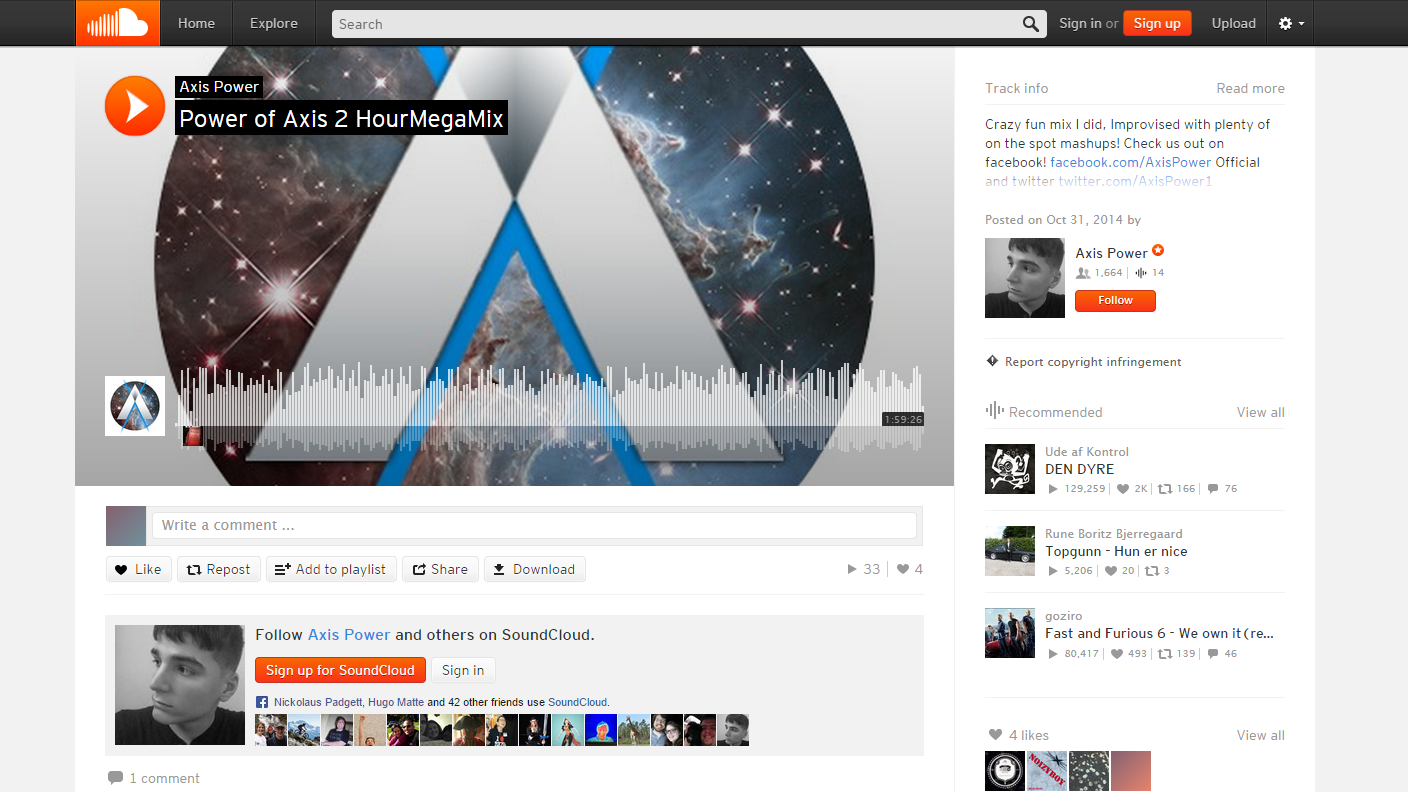 Home
Explore
Search
Sign in or Sign up
Upload
Axis Power
Power of Axis 2 HourMegaMix
1:59:26
Write a comment ...
Like
Repost
Add to playlist
Share
Download
33
4
Follow Axis Power and others on SoundCloud.
Sign up for SoundCloud
Sign in
Nickolaus Padgett, Hugo Matte and 42 other friends use SoundCloud.
1 comment
Track info
Read more
Crazy fun mix I did, Improvised with plenty of
on the spot mashups! Check us out on
facebook! facebook.com/AxisPower Official
and twitter twitter.com/AxisPower1
Posted on Oct 31, 2014 by
Axis Power
1,664
14
Follow
Report copyright infringement
Recommended
View all
Ude af Kontrol
DEN DYRE
129,259 2K 166 76
Rune Boritz Bjerregaard
Topgunn - Hun er nice
5,206 20 3
goziro
Fast and Furious 6 - We own it (re...
80,417 493 139 46
4 likes
View all
NOIZYBOY